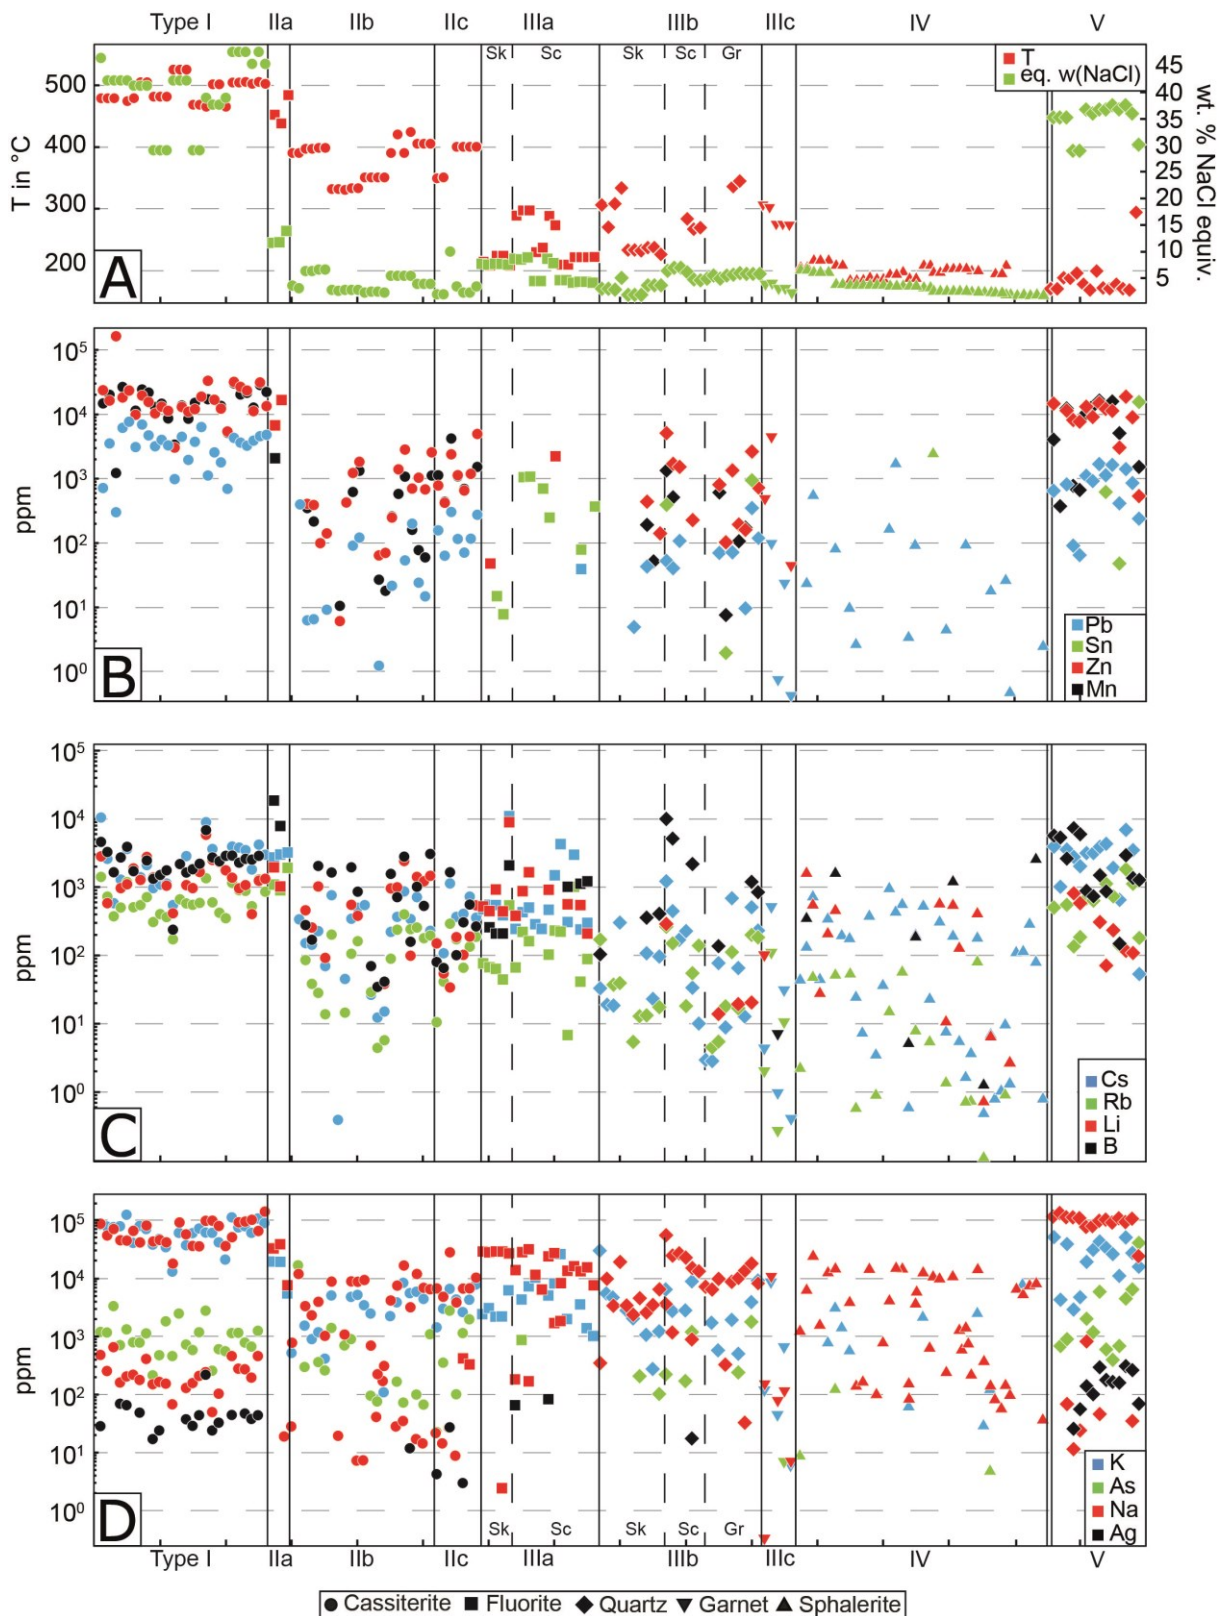 Type I IIa IIb IIc IIIa IIIb IIIc IV V
Sk Sc Sk Sc Gr
T
eq. w(NaCl)
500
400
300
200
T in °C
45
40
35
30
25
20
15
10
5
wt. % NaCl equiv.
A
10⁵
10⁴
10³
10²
10¹
10⁰
ppm
Pb
Sn
Zn
Mn
B
10⁵
10⁴
10³
10²
10¹
10⁰
ppm
Cs
Rb
Li
B
C
10⁵
10⁴
10³
10²
10¹
10⁰
ppm
K
As
Na
Ag
D
Sk Sc Sk Sc Gr
Type I IIa IIb IIc IIIa IIIb IIIc IV V
Cassiterite Fluorite Quartz Garnet Sphalerite